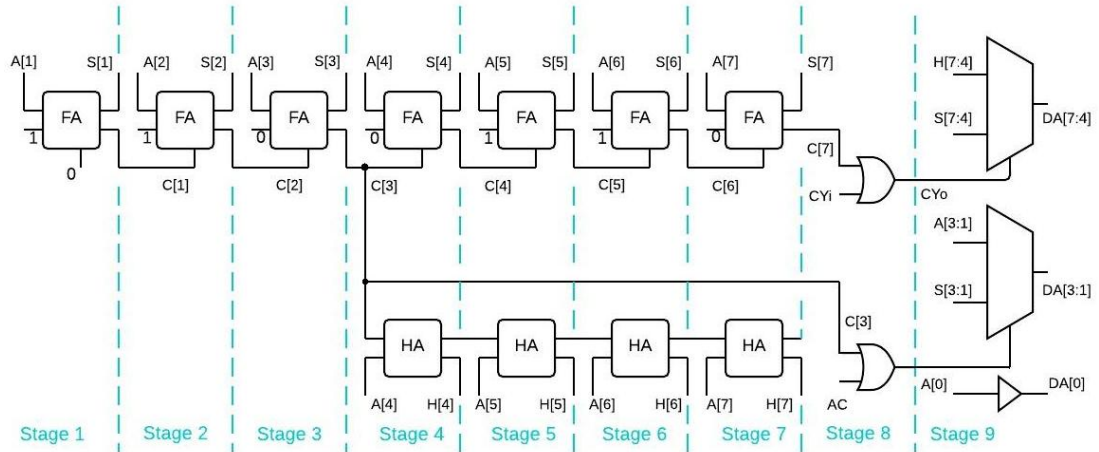 A[1] S[1] A[2] S[2] A[3] S[3] A[4] S[4] A[5] S[5] A[6] S[6] A[7] S[7]
H[7:4]
FA FA FA FA FA FA FA
S[7:4]
DA[7:4]
1 1 0 0 1 1 0
C[7]
0
C[1] C[2] C[3] C[4] C[5] C[6]
CYi
CYo
A[3:1]
S[3:1]
DA[3:1]
C[3]
HA HA HA HA
A[0]
DA[0]
A[4] H[4] A[5] H[5] A[6] H[6] A[7] H[7]
AC
Stage 1 Stage 2 Stage 3 Stage 4 Stage 5 Stage 6 Stage 7 Stage 8 Stage 9